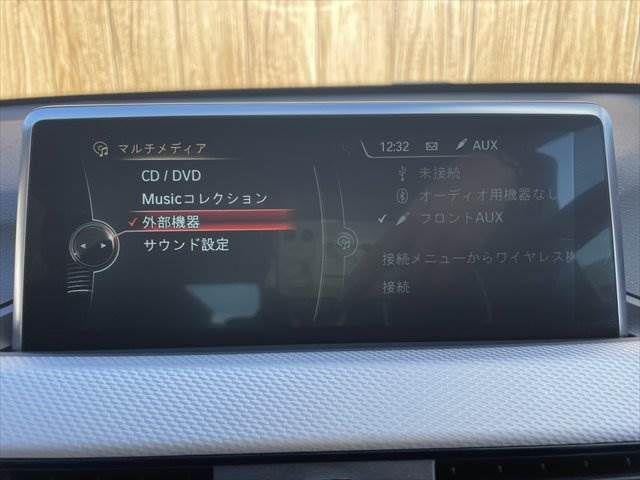 マルチメディア
CD / DVD
Musicコレクション
外部機器
サウンド設定
12:32 AUX
未接続
オーディオ用機器なし
フロントAUX
接続メニューからワイヤレス
接続